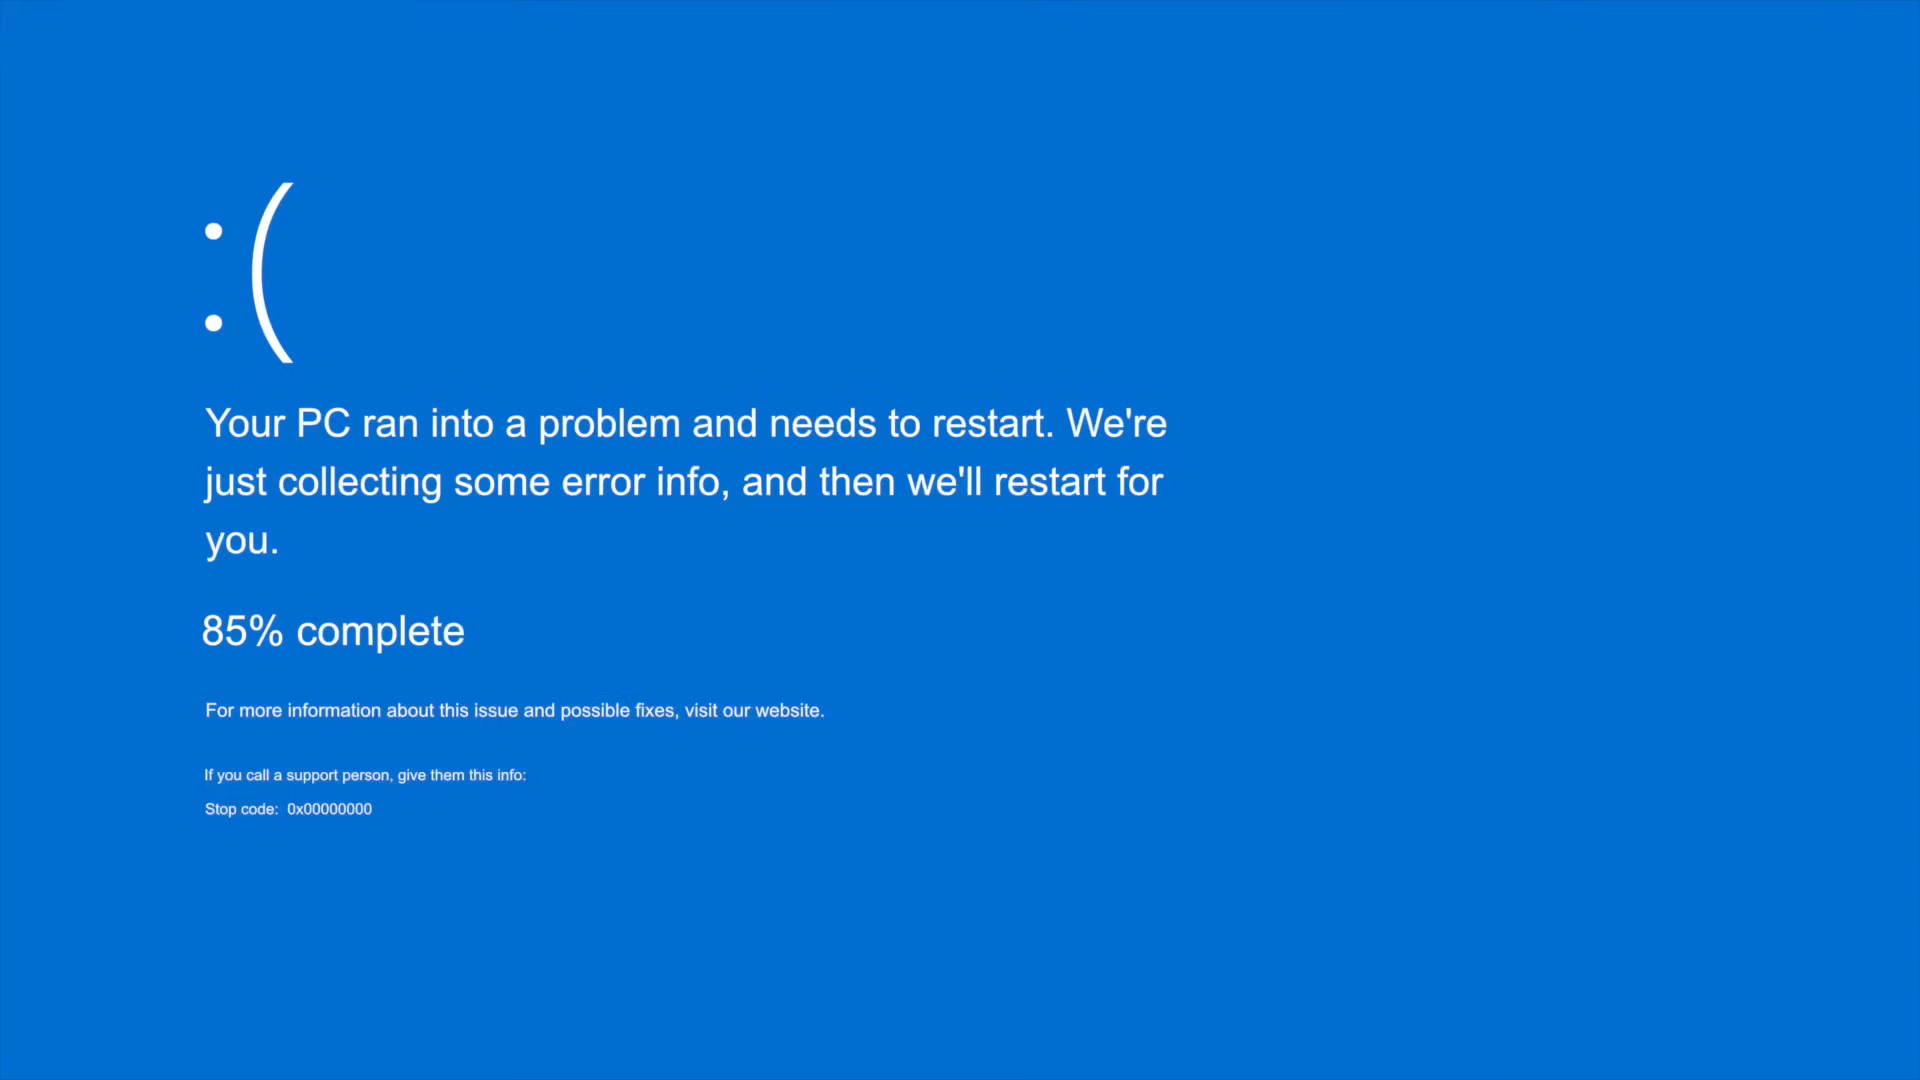 :(
Your PC ran into a problem and needs to restart. We're
just collecting some error info, and then we'll restart for
you.
85% complete
For more information about this issue and possible fixes, visit our website.
If you call a support person, give them this info:
Stop code:  0x00000000